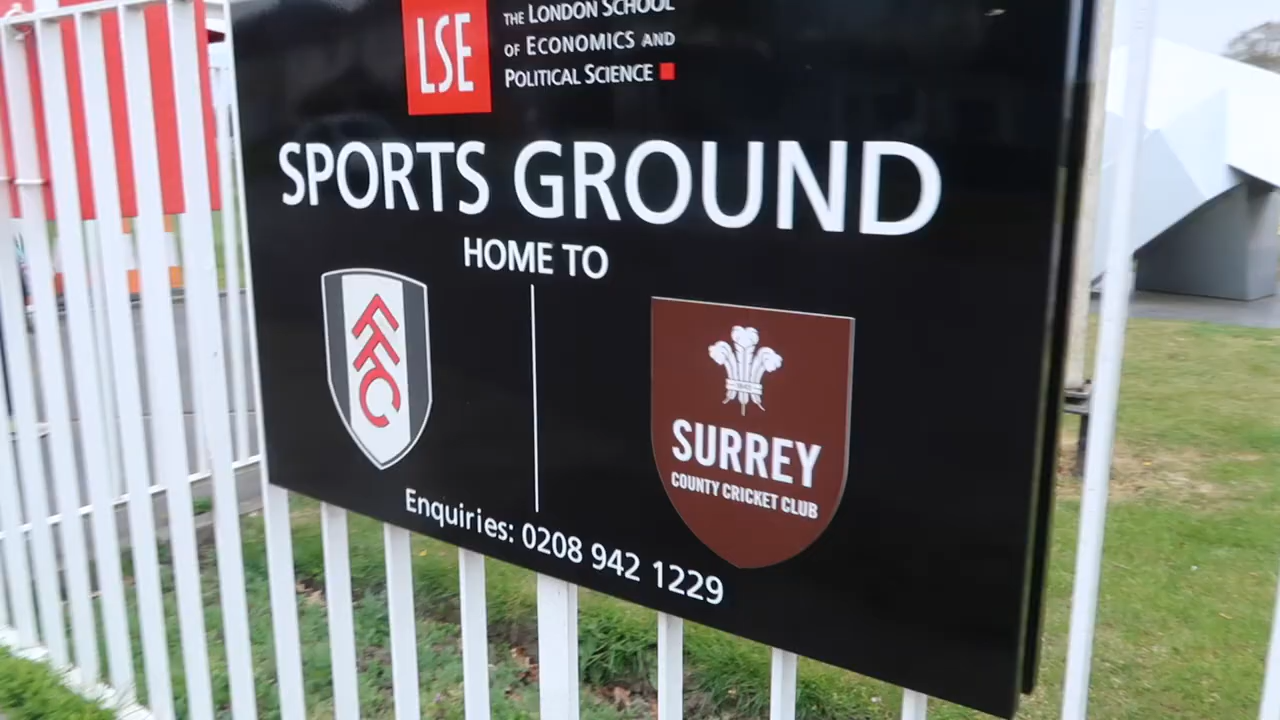 LSE
THE LONDON SCHOOL
OF ECONOMICS AND
POLITICAL SCIENCE
SPORTS GROUND
HOME TO
FFC
SURREY
COUNTY CRICKET CLUB
Enquiries: 0208 942 1229